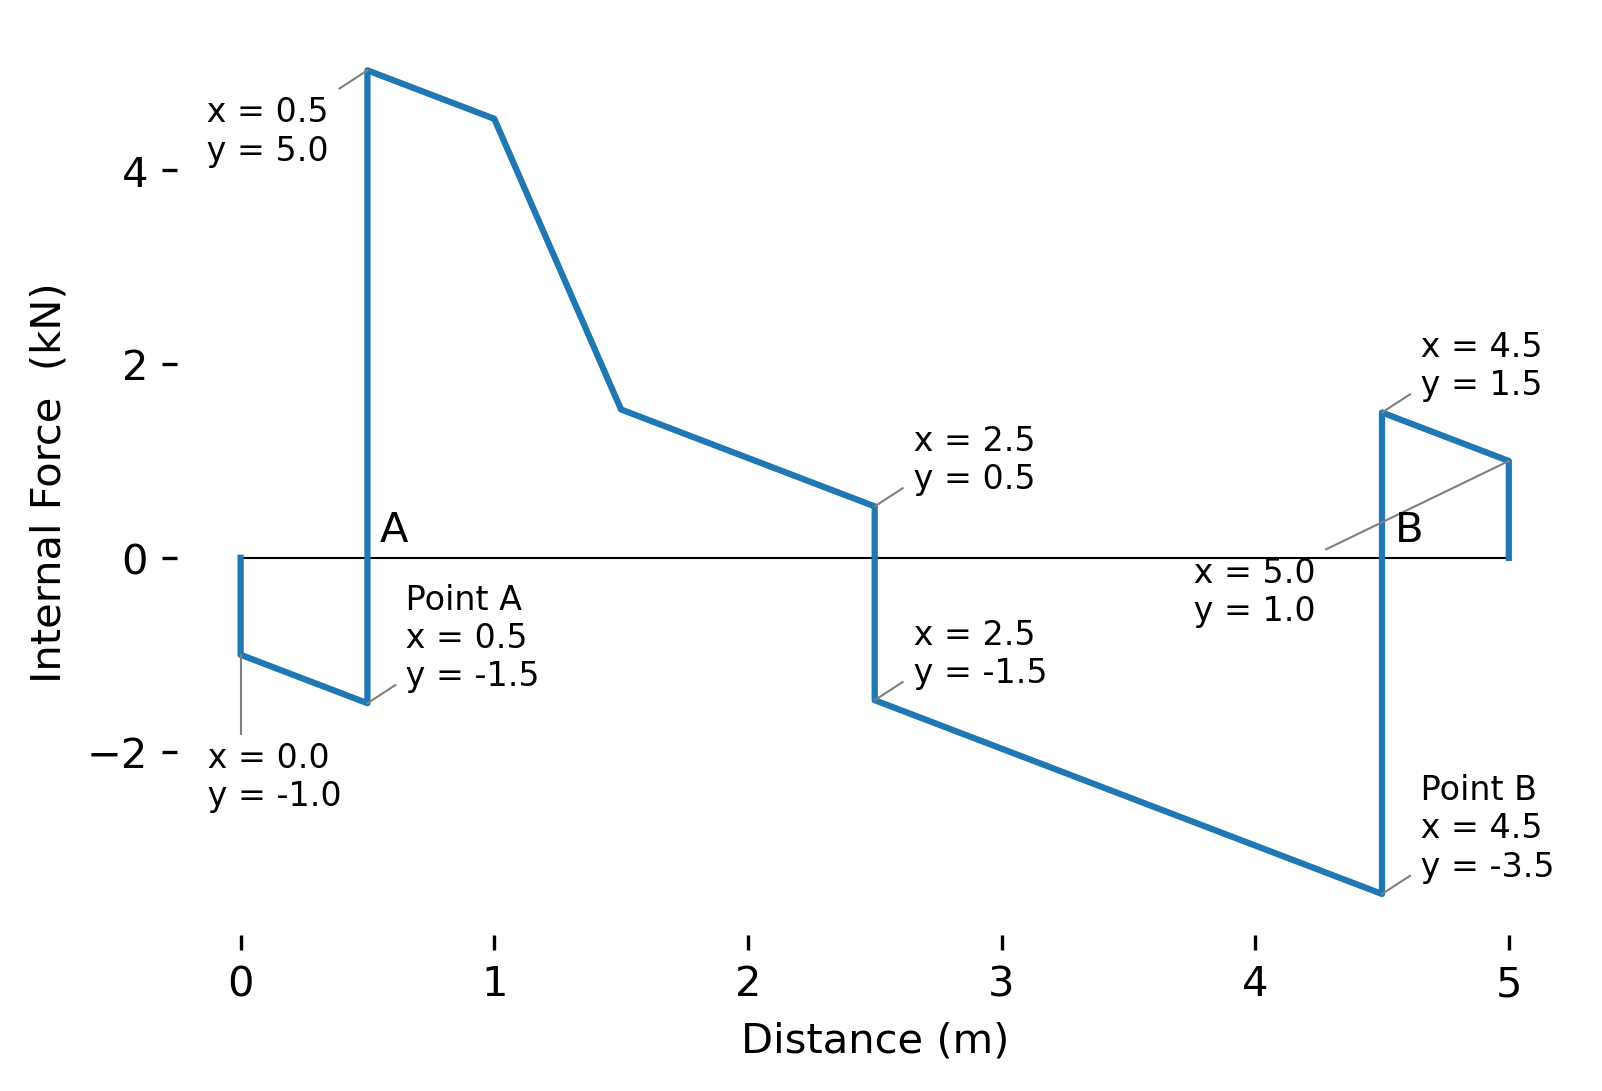 x = 0.5
y = 5.0
4
x = 4.5
y = 1.5
2
x = 2.5
y = 0.5
Internal Force  (kN)
A
B
0
x = 5.0
y = 1.0
Point A
x = 0.5
y = -1.5
x = 2.5
y = -1.5
−2
x = 0.0
y = -1.0
Point B
x = 4.5
y = -3.5
0 1 2 3 4 5
Distance (m)